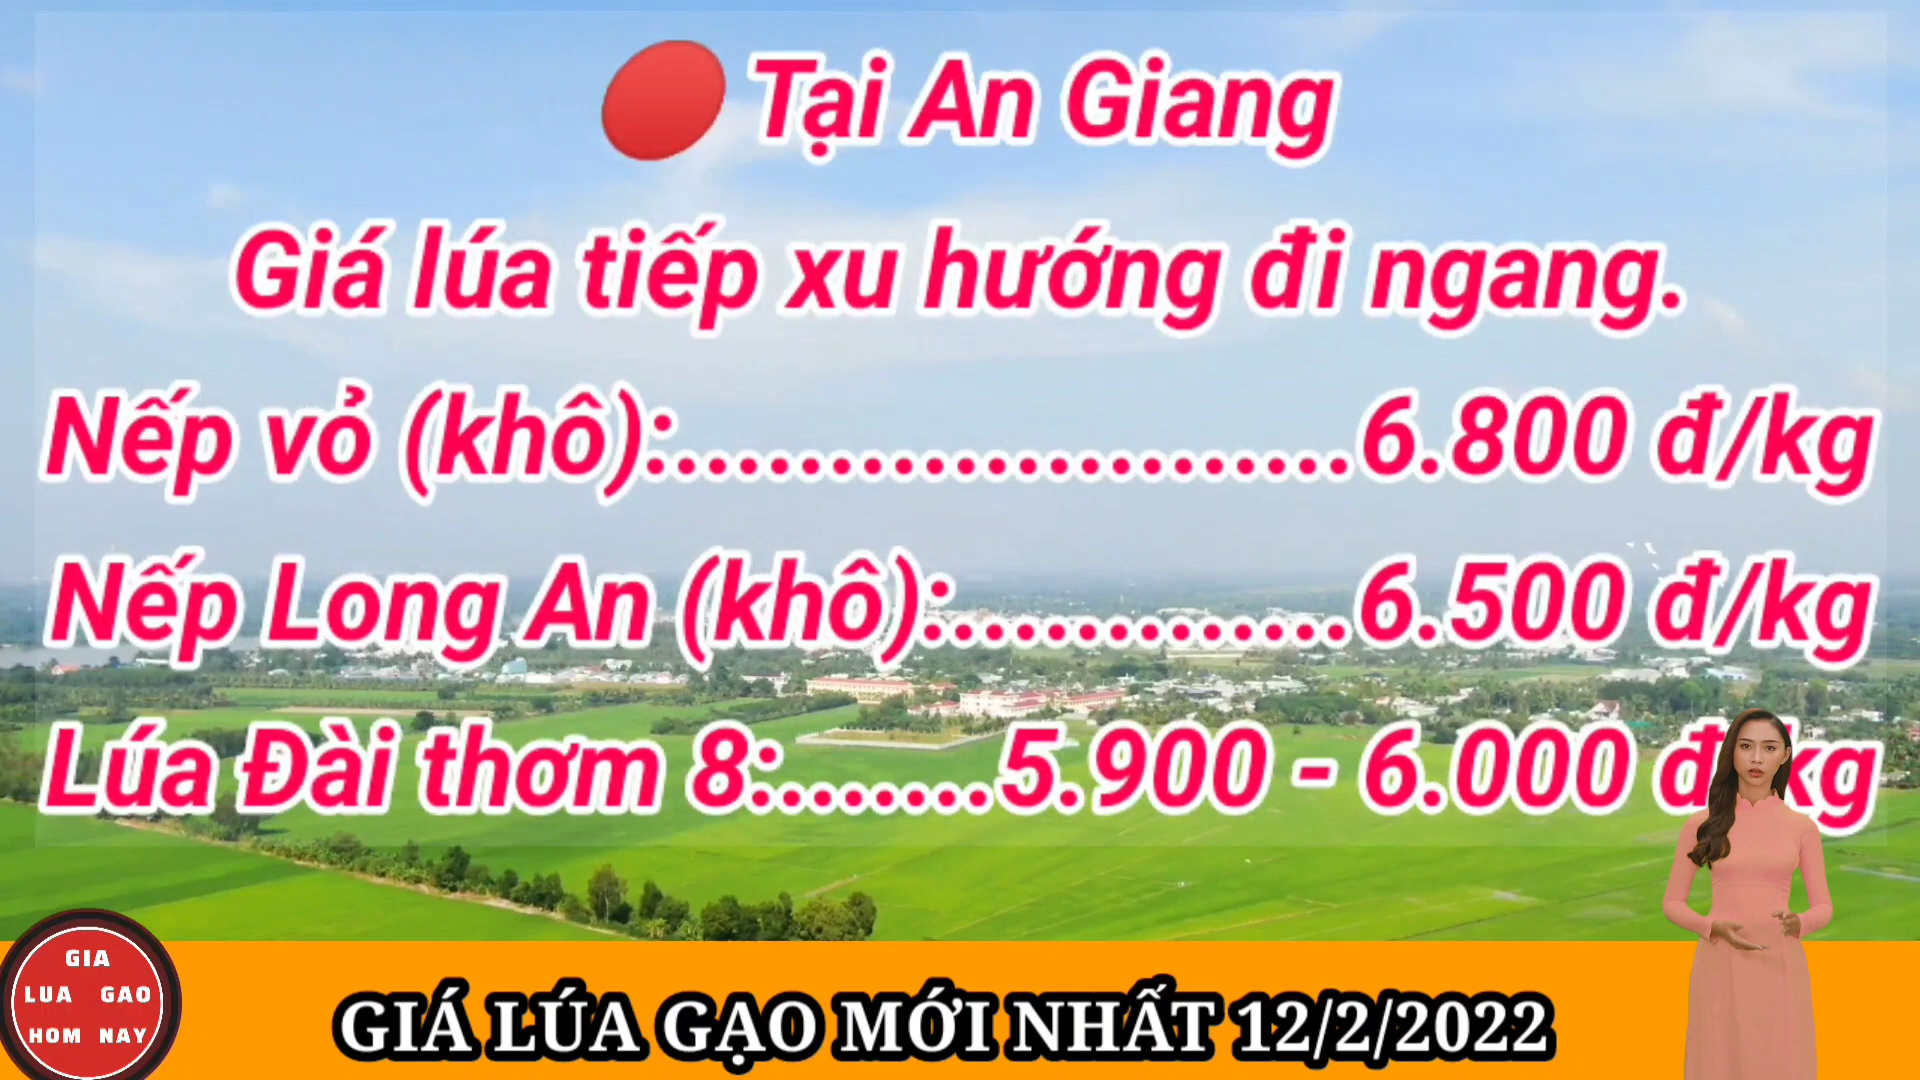 Tại An Giang
Giá lúa tiếp xu hướng đi ngang.
Nếp vỏ (khô):......................6.800 đ/kg
Nếp Long An (khô):.............6.500 đ/kg
Lúa Đài thơm 8:.......5.900 - 6.000 đ/kg
GIA
LUA GAO
HOM NAY
GIÁ LÚA GẠO MỚI NHẤT 12/2/2022